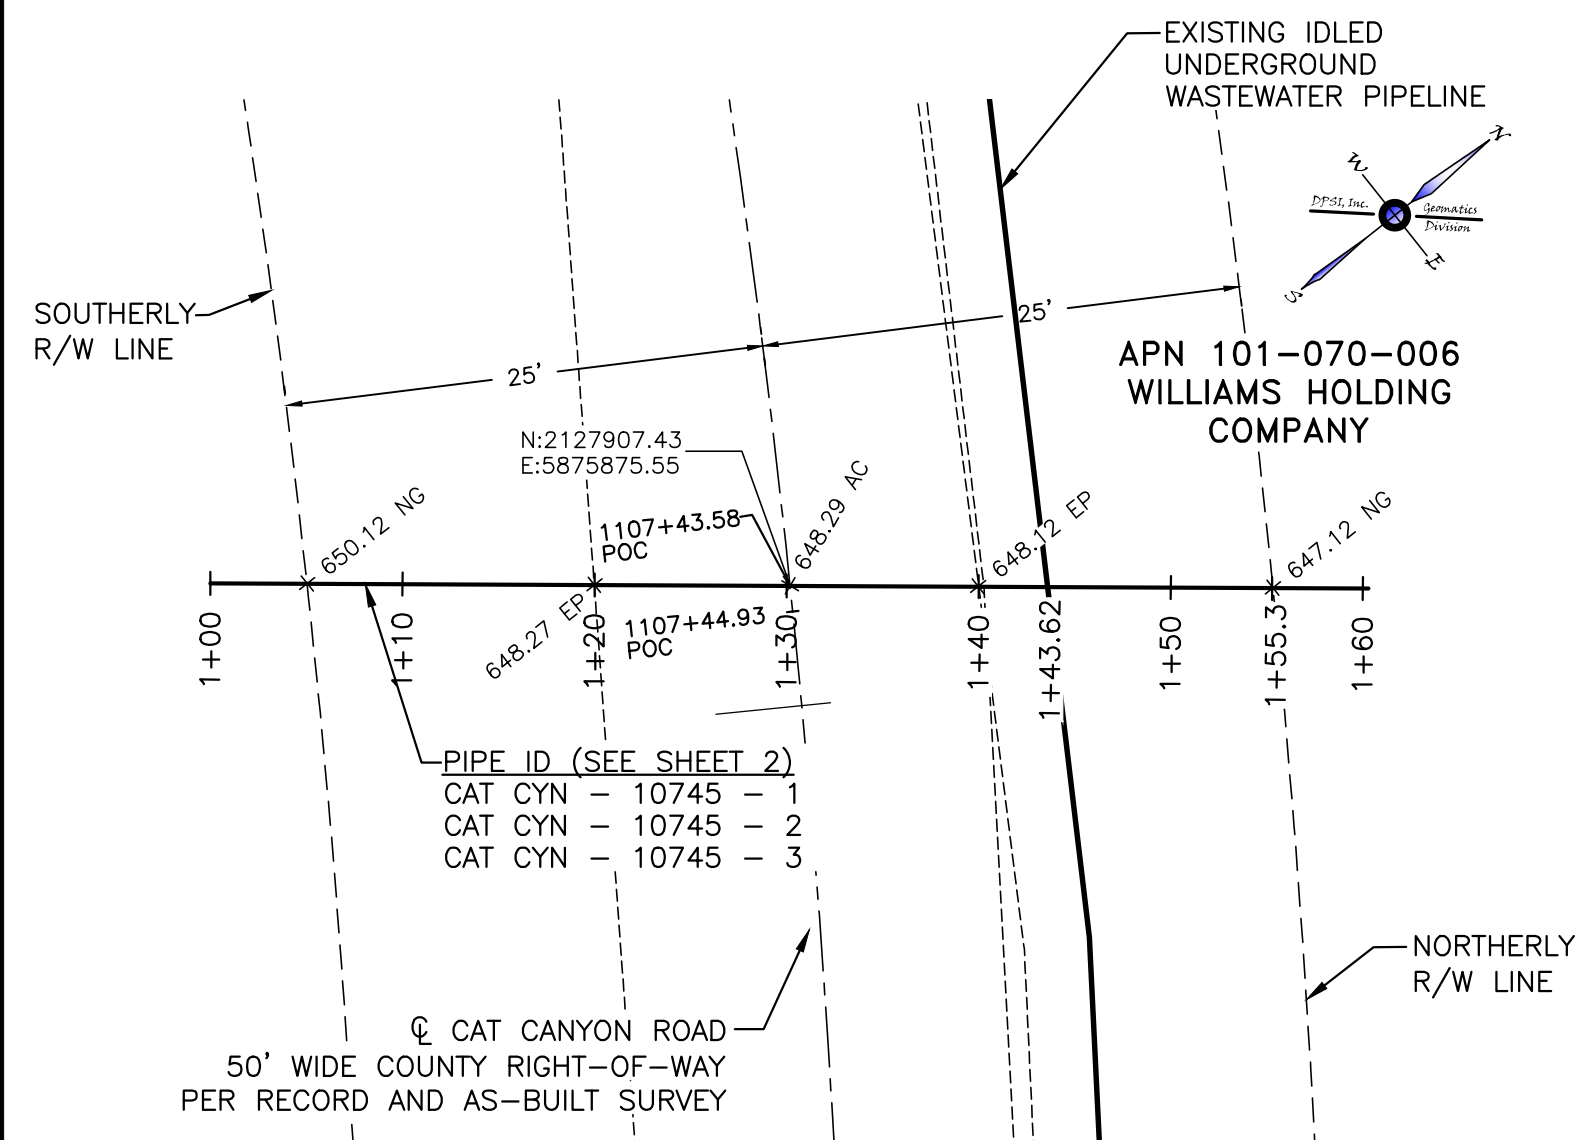 EXISTING IDLED
UNDERGROUND
WASTEWATER PIPELINE
N
W
DPSI, Inc.
Geomatics
Division
E
S
SOUTHERLY
R/W LINE
25'
25'
APN 101-070-006
WILLIAMS HOLDING
COMPANY
N:2127907.43
E:5875875.55
650.12 NG
1107+43.58
POC
648.29 AC
648.12 EP
647.12 NG
648.27 EP
1107+44.93
POC
1+00
1+10
1+20
1+30
1+40
1+43.62
1+50
1+55.3
1+60
PIPE ID (SEE SHEET 2)
CAT CYN - 10745 - 1
CAT CYN - 10745 - 2
CAT CYN - 10745 - 3
NORTHERLY
R/W LINE
℄ CAT CANYON ROAD
50' WIDE COUNTY RIGHT-OF-WAY
PER RECORD AND AS-BUILT SURVEY